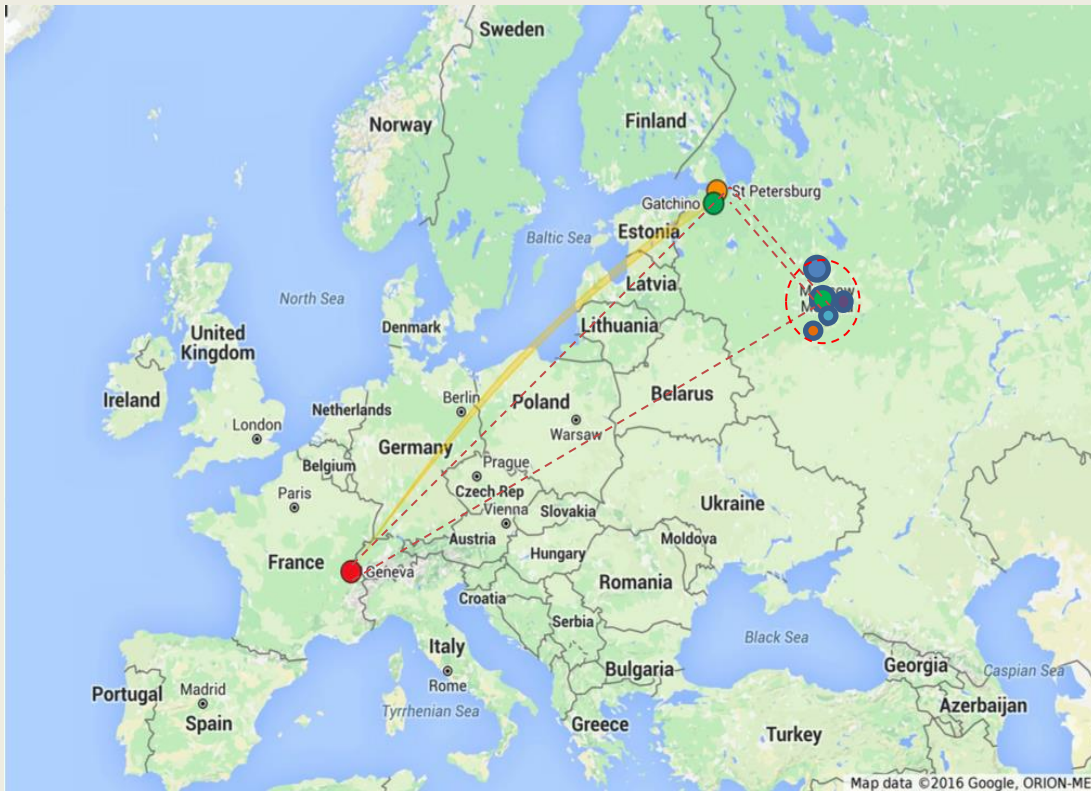 Sweden
Norway
Finland
St Petersburg
Gatchino
Estonia
Baltic Sea
Latvia
North Sea
Denmark
Lithuania
United
Kingdom
Ireland
Netherlands
Berlin
Poland
Belarus
London
Warsaw
Germany
Belgium
Prague
Paris
Czech Rep
Vienna
Slovakia
Ukraine
Austria
Moldova
France
Geneva
Hungary
Romania
Croatia
Serbia
Black Sea
Italy
Bulgaria
Georgia
Caspian Sea
Portugal
Madrid
Rome
Spain
Tyrrhenian Sea
Greece
Turkey
Azerbaijan
Map data ©2016 Google, ORION-ME